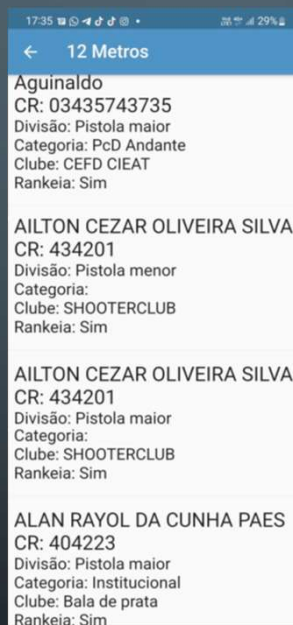 17:35
29%
12 Metros
Aguinaldo
CR: 03435743735
Divisão: Pistola maior
Categoria: PcD Andante
Clube: CEFD CIEAT
Rankeia: Sim
AILTON CEZAR OLIVEIRA SILVA
CR: 434201
Divisão: Pistola menor
Categoria:
Clube: SHOOTERCLUB
Rankeia: Sim
AILTON CEZAR OLIVEIRA SILVA
CR: 434201
Divisão: Pistola maior
Categoria:
Clube: SHOOTERCLUB
Rankeia: Sim
ALAN RAYOL DA CUNHA PAES
CR: 404223
Divisão: Pistola maior
Categoria: Institucional
Clube: Bala de prata
Rankeia: Sim